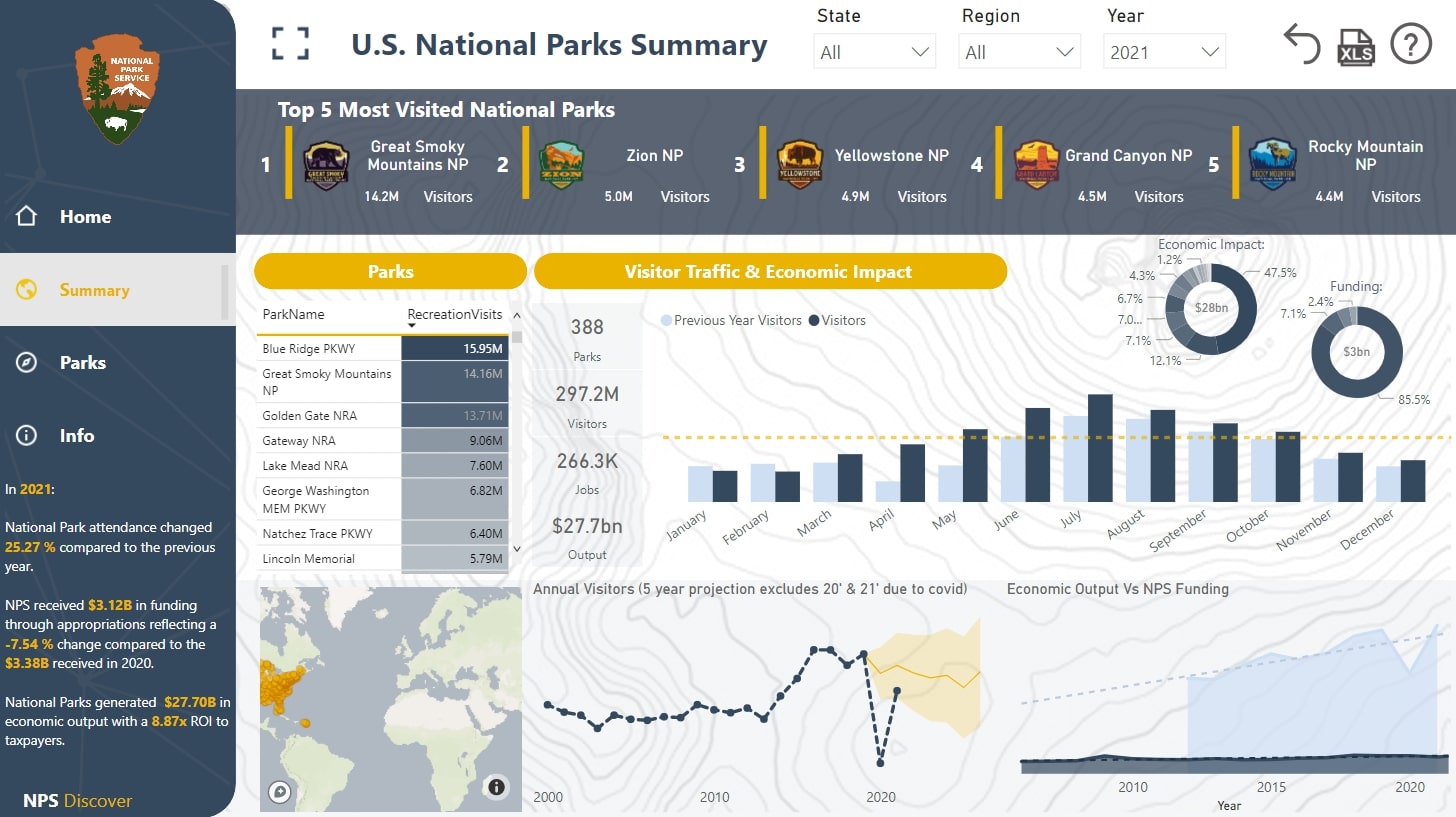 NATIONAL
PARK
SERVICE
Home
Summary
Parks
Info
In 2021:
National Park attendance changed
25.27 % compared to the previous
year.
NPS received $3.12B in funding
through appropriations reflecting a
-7.54 % change compared to the
$3.38B received in 2020.
National Parks generated $27.70B in
economic output with a 8.87x ROI to
taxpayers.
NPS Discover
U.S. National Parks Summary
State
All
Region
All
Year
2021
XLS
?
Top 5 Most Visited National Parks
1
GREAT SMOKY
Great Smoky
Mountains NP
14.2M Visitors
2
ZION
Zion NP
5.0M Visitors
3
YELLOWSTONE
Yellowstone NP
4.9M Visitors
4
GRAND CANYON
Grand Canyon NP
4.5M Visitors
5
ROCKY MOUNTAIN
Rocky Mountain
NP
4.4M Visitors
Parks
ParkName RecreationVisits
Blue Ridge PKWY 15.95M
Great Smoky Mountains 14.16M
NP
Golden Gate NRA 13.71M
Gateway NRA 9.06M
Lake Mead NRA 7.60M
George Washington 6.82M
MEM PKWY
Natchez Trace PKWY 6.40M
Lincoln Memorial 5.79M
Visitor Traffic & Economic Impact
388
Parks
297.2M
Visitors
266.3K
Jobs
$27.7bn
Output
Previous Year Visitors Visitors
January
February
March
April
May
June
July
August
September
October
November
December
Economic Impact:
1.2%
4.3%
6.7%
7.0...
7.1%
12.1%
47.5%
$28bn
Funding:
2.4%
7.1%
$3bn
85.5%
Annual Visitors (5 year projection excludes 20' & 21' due to covid)
2000 2010 2020
Economic Output Vs NPS Funding
2010 2015 2020
Year